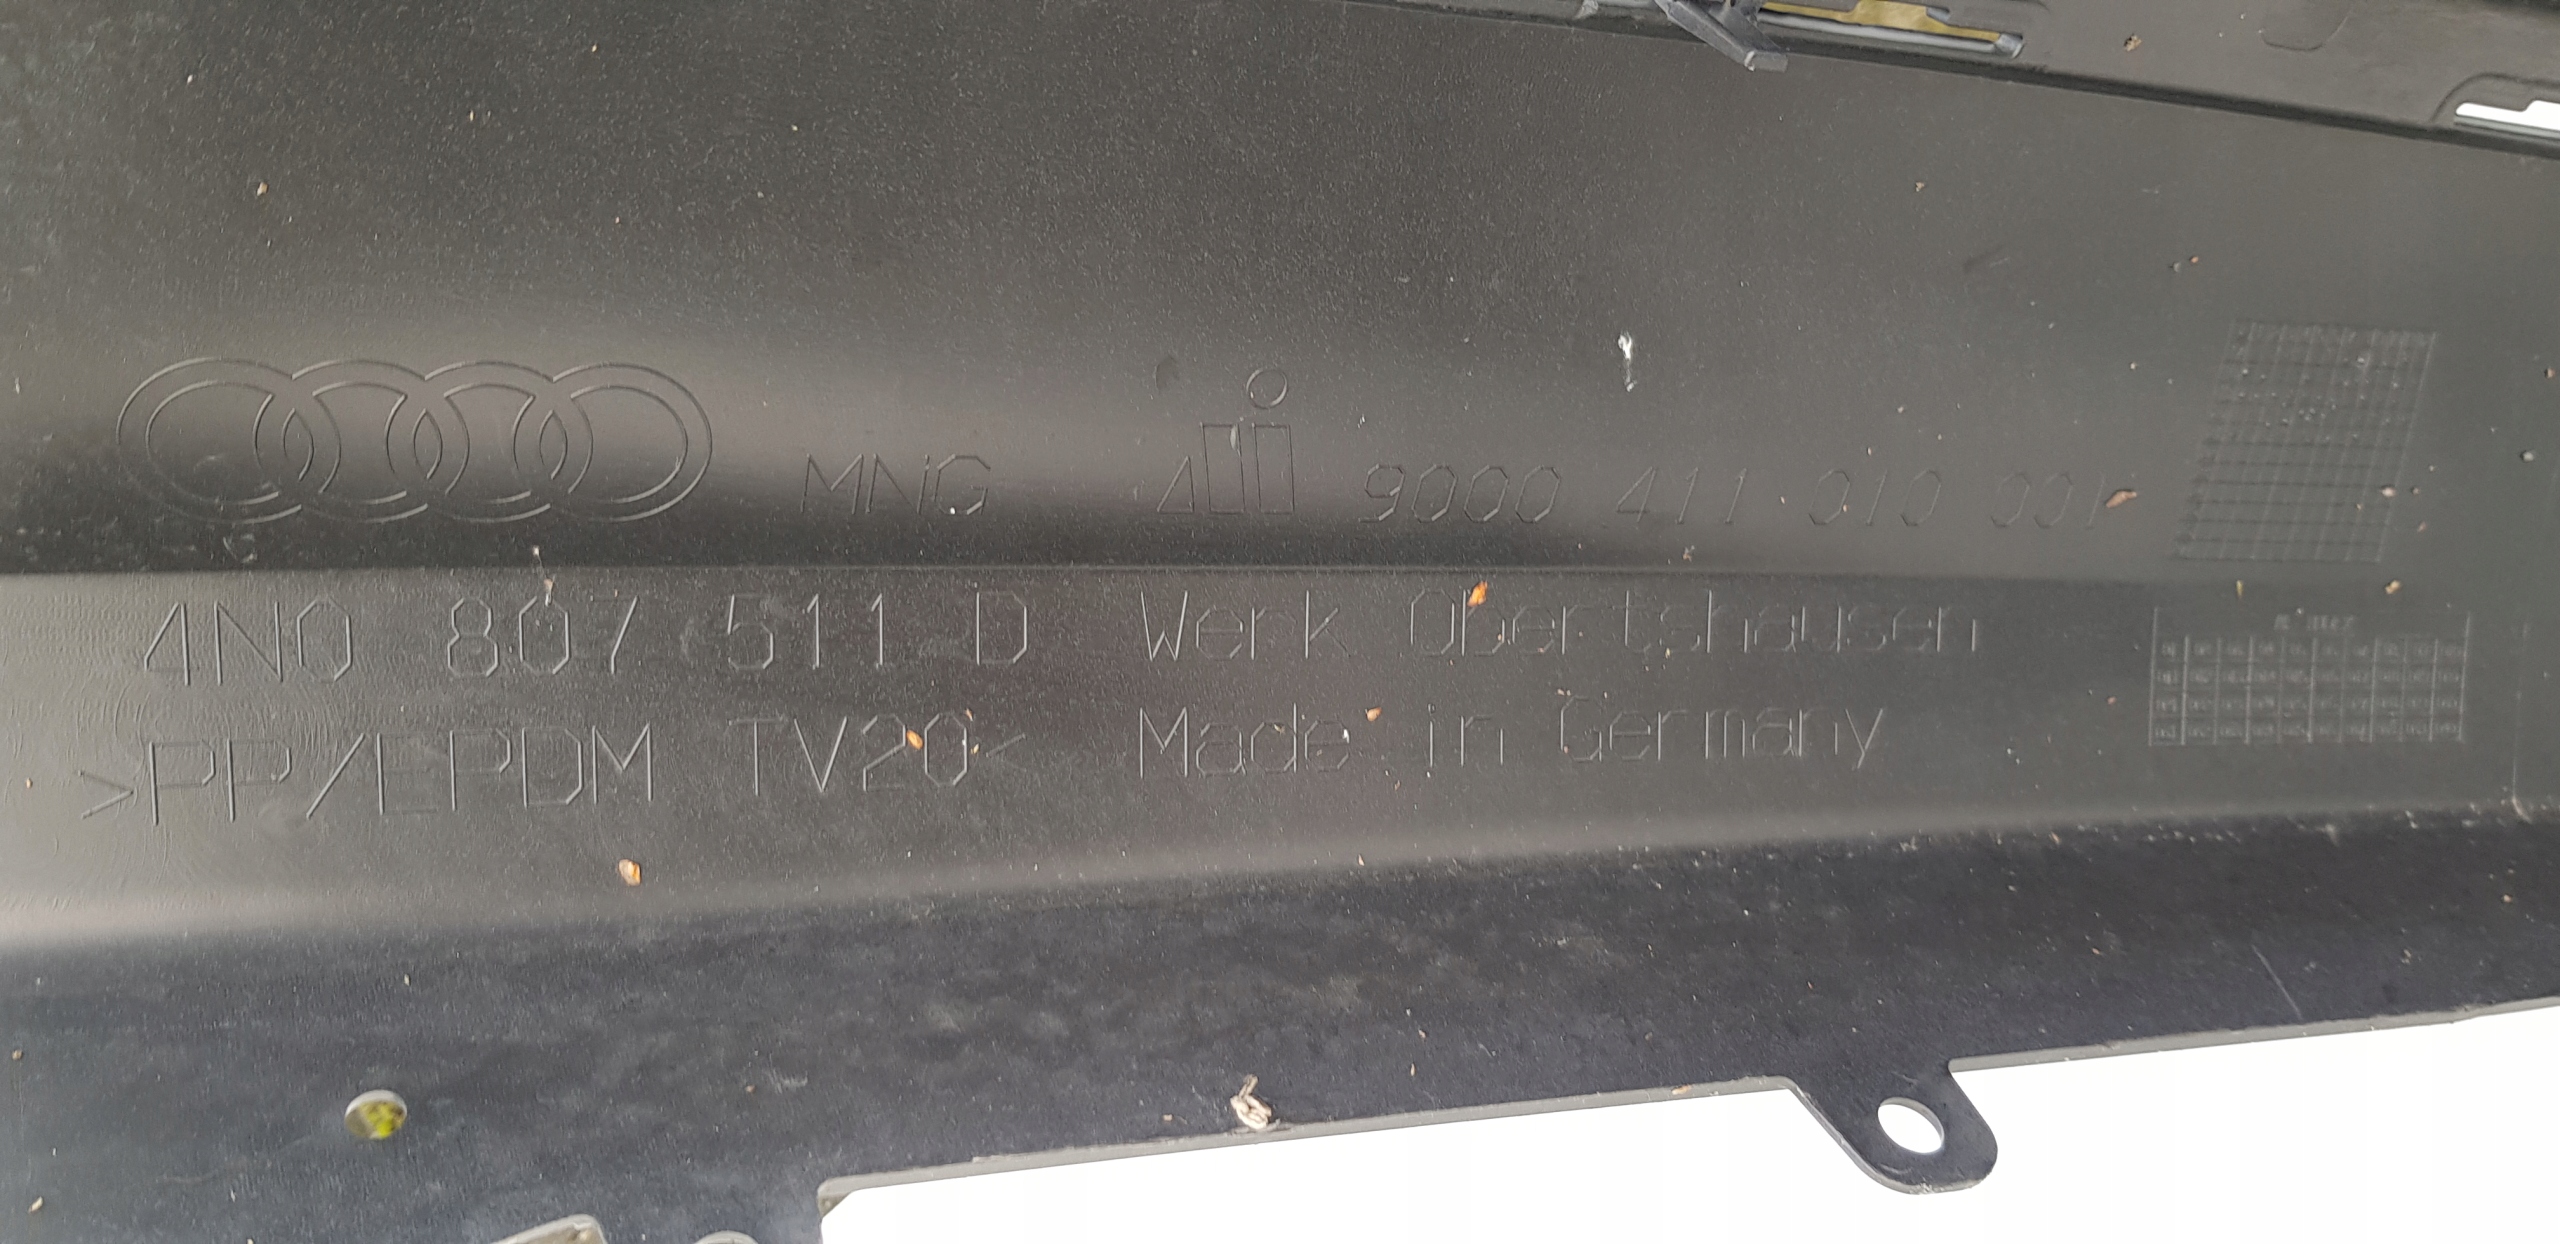 MNG 9000 411 010 001
4N0 807 511 D Werk Obertshausen
>PP/EPDM TV20< Made in Germany